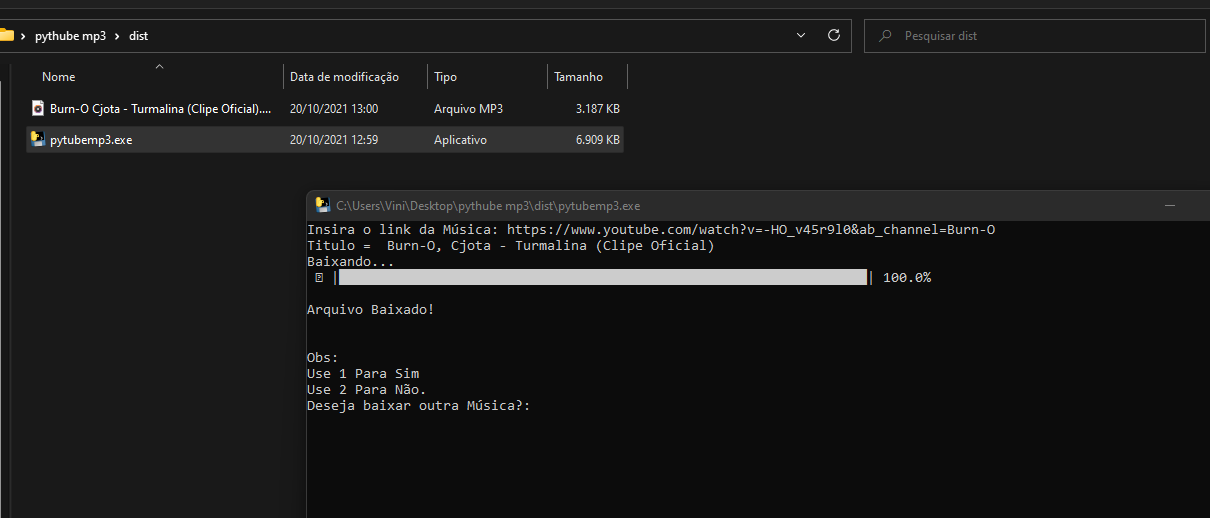 pythube mp3 › dist
Pesquisar dist
Nome Data de modificação Tipo Tamanho
Burn-O Cjota - Turmalina (Clipe Oficial).... 20/10/2021 13:00 Arquivo MP3 3.187 KB
pytubemp3.exe 20/10/2021 12:59 Aplicativo 6.909 KB
C:\Users\Vini\Desktop\pythube mp3\dist\pytubemp3.exe
Insira o link da Música: https://www.youtube.com/watch?v=-HO_v45r9l0&ab_channel=Burn-O
Titulo =  Burn-O, Cjota - Turmalina (Clipe Oficial)
Baixando...
| | 100.0%
Arquivo Baixado!
Obs:
Use 1 Para Sim
Use 2 Para Não.
Deseja baixar outra Música?: